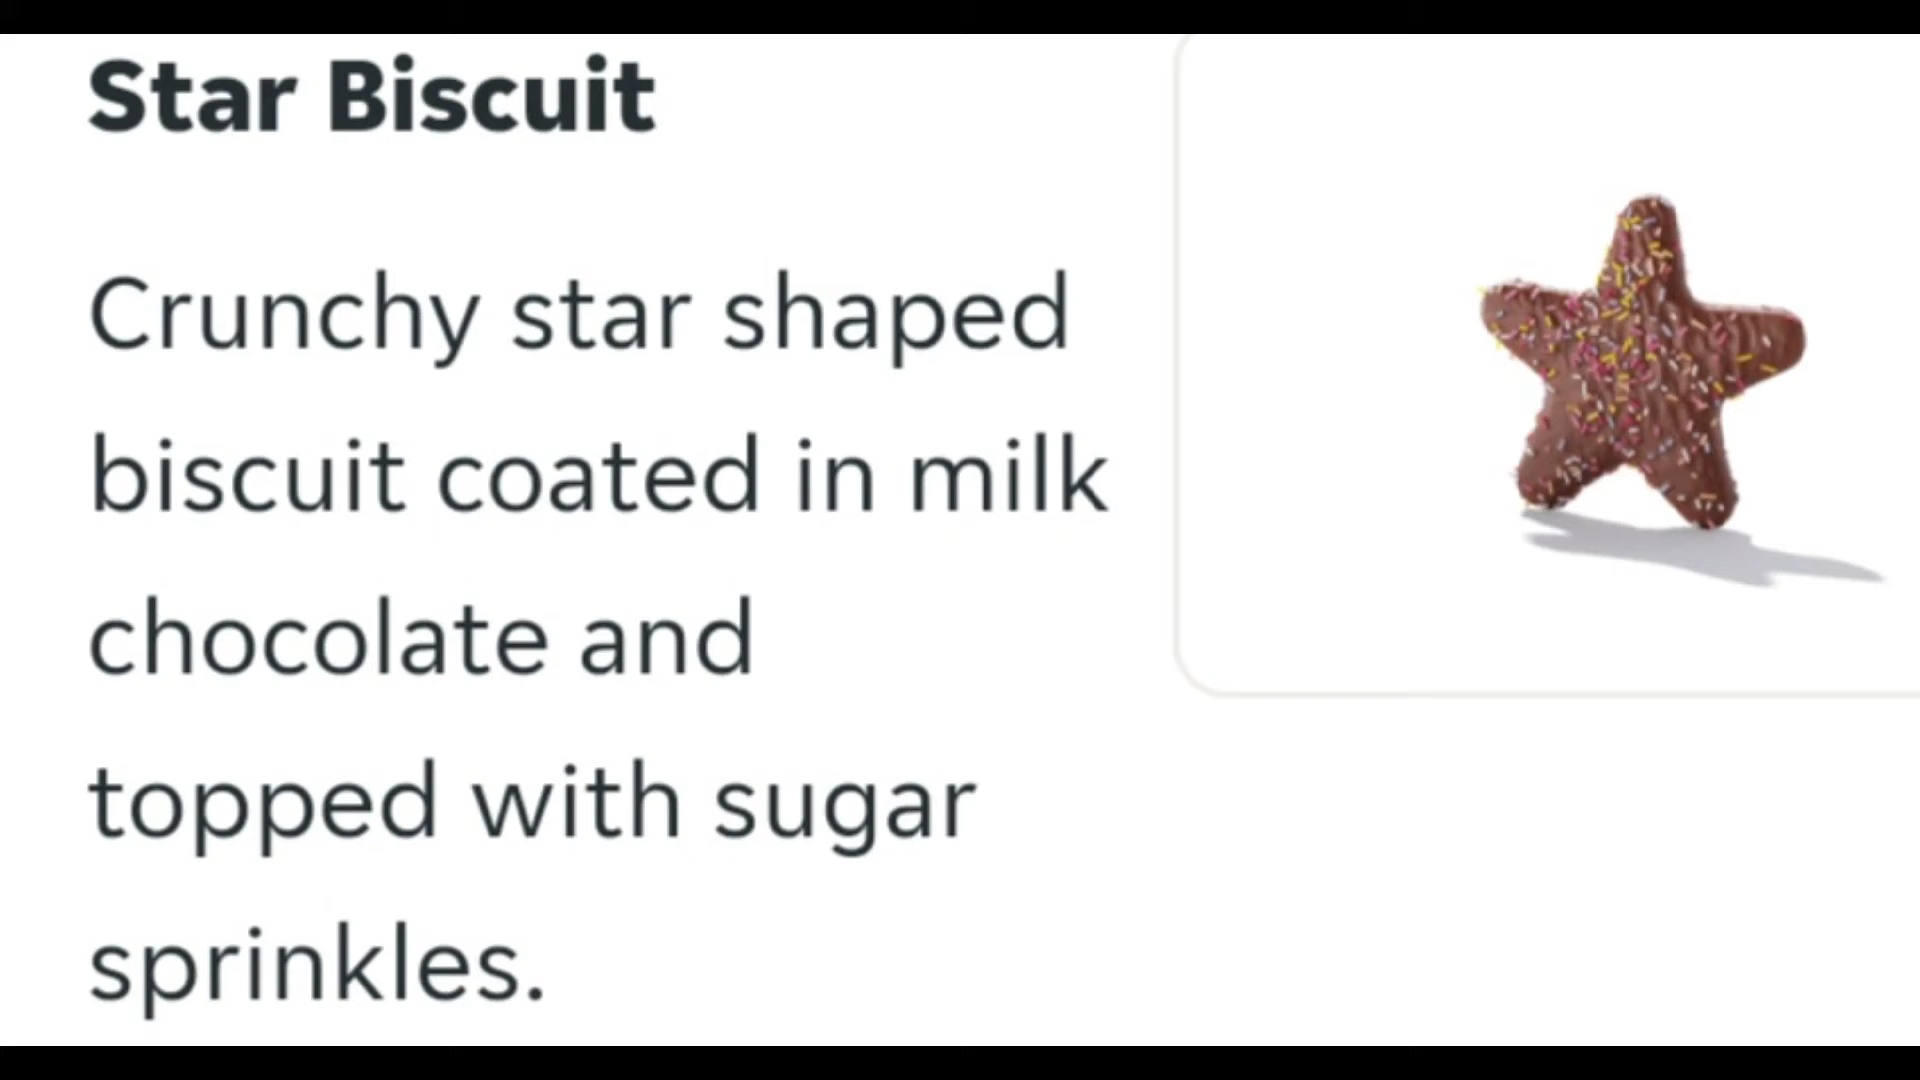 Star Biscuit
Crunchy star shaped
biscuit coated in milk
chocolate and
topped with sugar
sprinkles.